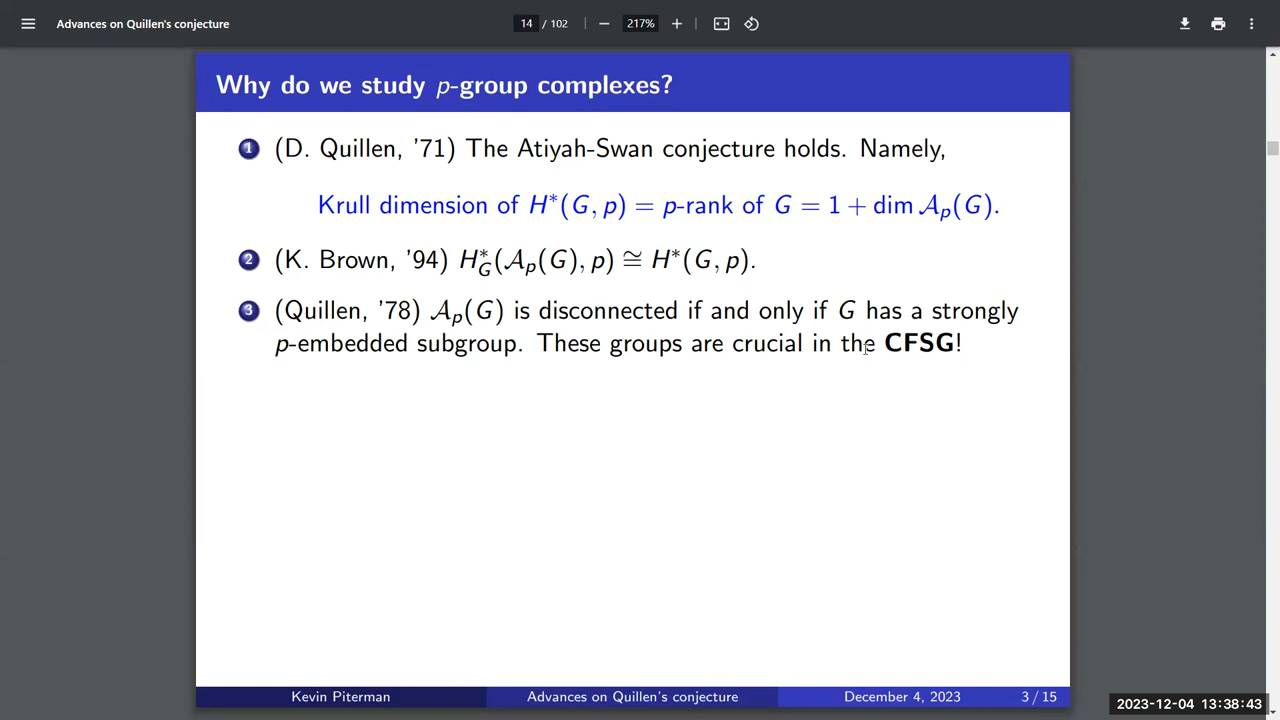 Advances on Quillen's conjecture
14 / 102
217%
Why do we study p-group complexes?
1 (D. Quillen, '71) The Atiyah-Swan conjecture holds. Namely,
Krull dimension of H*(G, p) = p-rank of G = 1 + dim 𝒜ₚ(G).
2 (K. Brown, '94) H*_G(𝒜ₚ(G), p) ≅ H*(G, p).
3 (Quillen, '78) 𝒜ₚ(G) is disconnected if and only if G has a strongly
p-embedded subgroup. These groups are crucial in the CFSG!
Kevin Piterman
Advances on Quillen's conjecture
December 4, 2023
3 / 15
2023-12-04 13:38:43